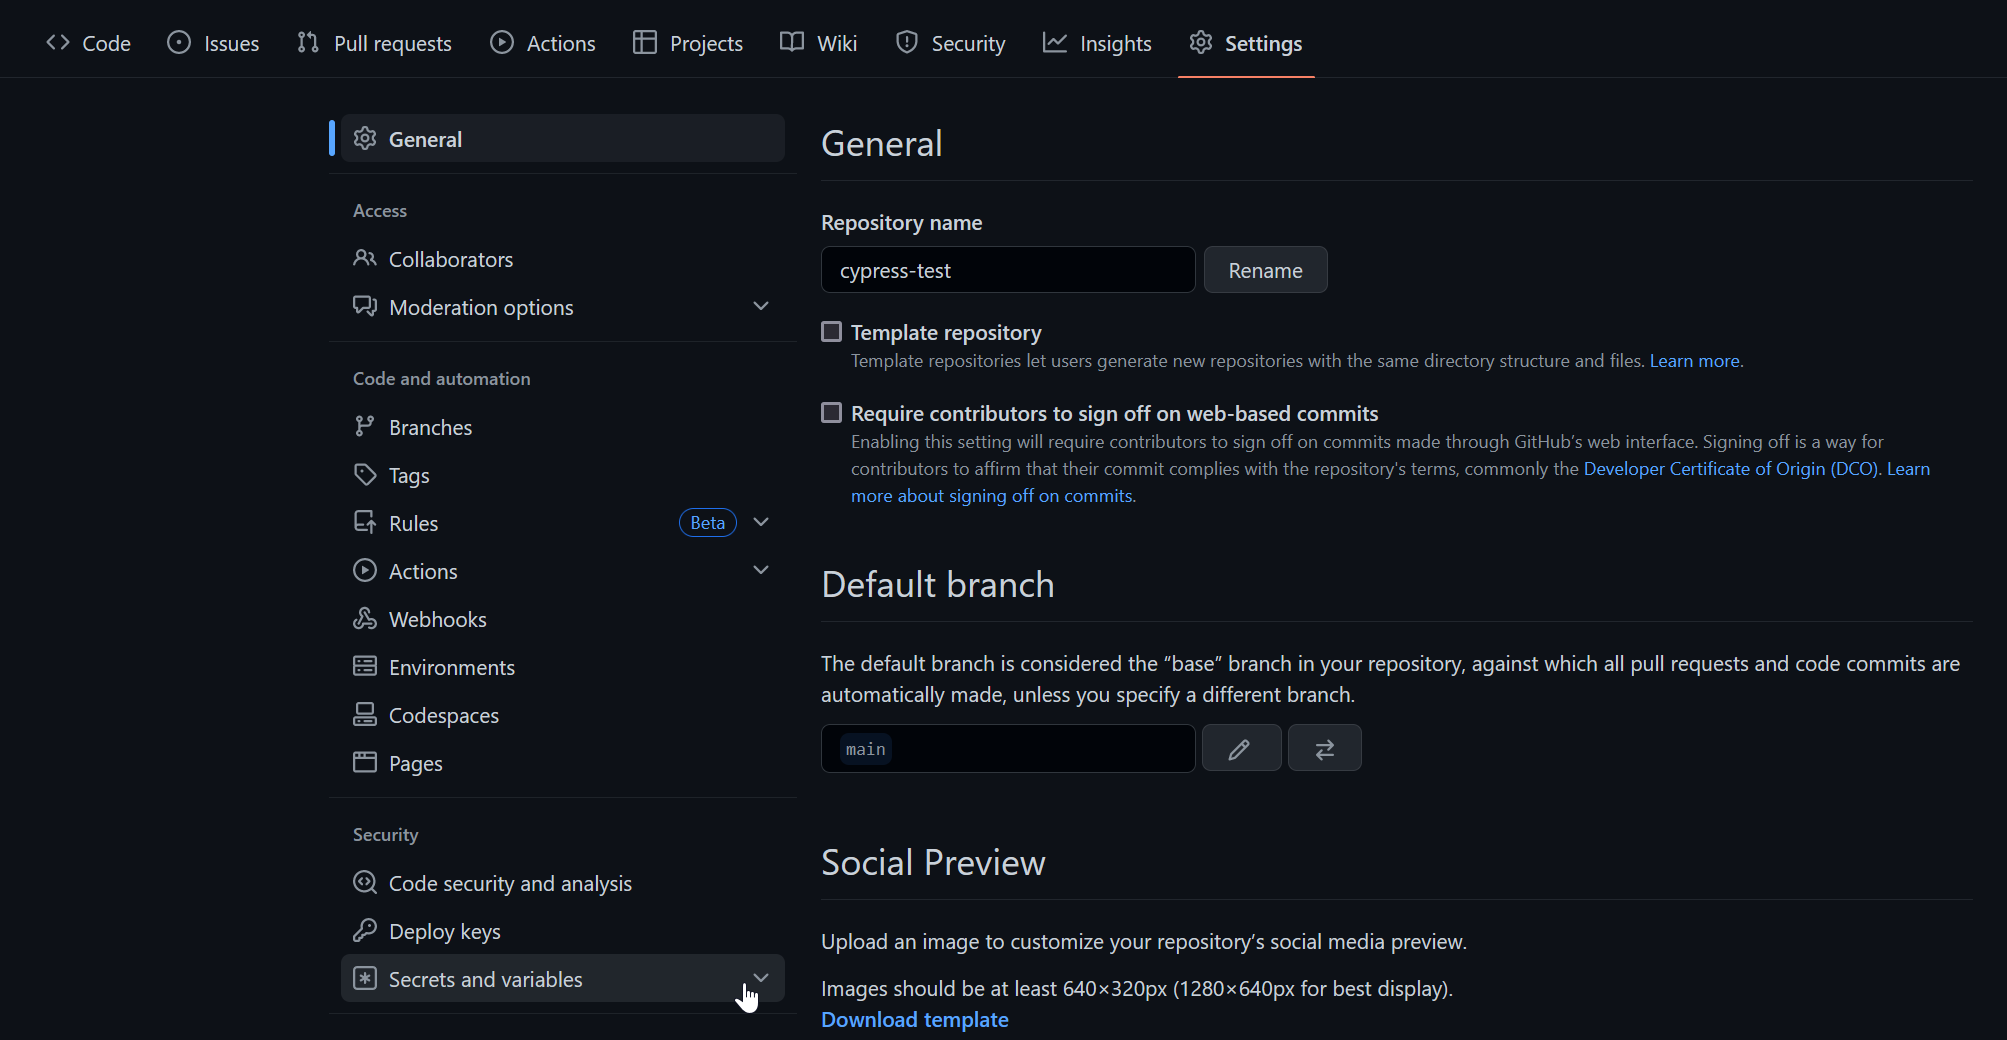 Code Issues Pull requests Actions Projects Wiki Security Insights Settings
General
Access
Collaborators
Moderation options
Code and automation
Branches
Tags
Rules Beta
Actions
Webhooks
Environments
Codespaces
Pages
Security
Code security and analysis
Deploy keys
Secrets and variables
General
Repository name
cypress-test Rename
Template repository
Template repositories let users generate new repositories with the same directory structure and files. Learn more.
Require contributors to sign off on web-based commits
Enabling this setting will require contributors to sign off on commits made through GitHub’s web interface. Signing off is a way for
contributors to affirm that their commit complies with the repository's terms, commonly the Developer Certificate of Origin (DCO). Learn
more about signing off on commits.
Default branch
The default branch is considered the “base” branch in your repository, against which all pull requests and code commits are
automatically made, unless you specify a different branch.
main
Social Preview
Upload an image to customize your repository’s social media preview.
Images should be at least 640×320px (1280×640px for best display).
Download template